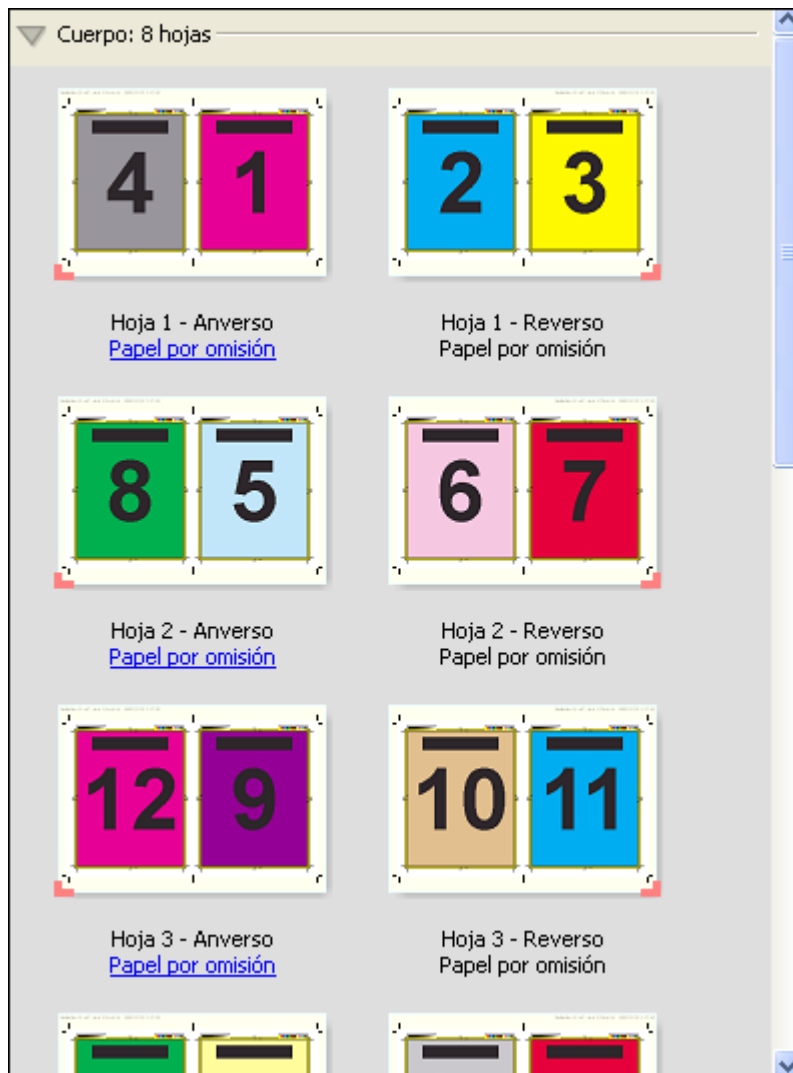 Cuerpo: 8 hojas
4 1 2 3
Hoja 1 - Anverso Hoja 1 - Reverso
Papel por omisión Papel por omisión
8 5 6 7
Hoja 2 - Anverso Hoja 2 - Reverso
Papel por omisión Papel por omisión
12 9 10 11
Hoja 3 - Anverso Hoja 3 - Reverso
Papel por omisión Papel por omisión